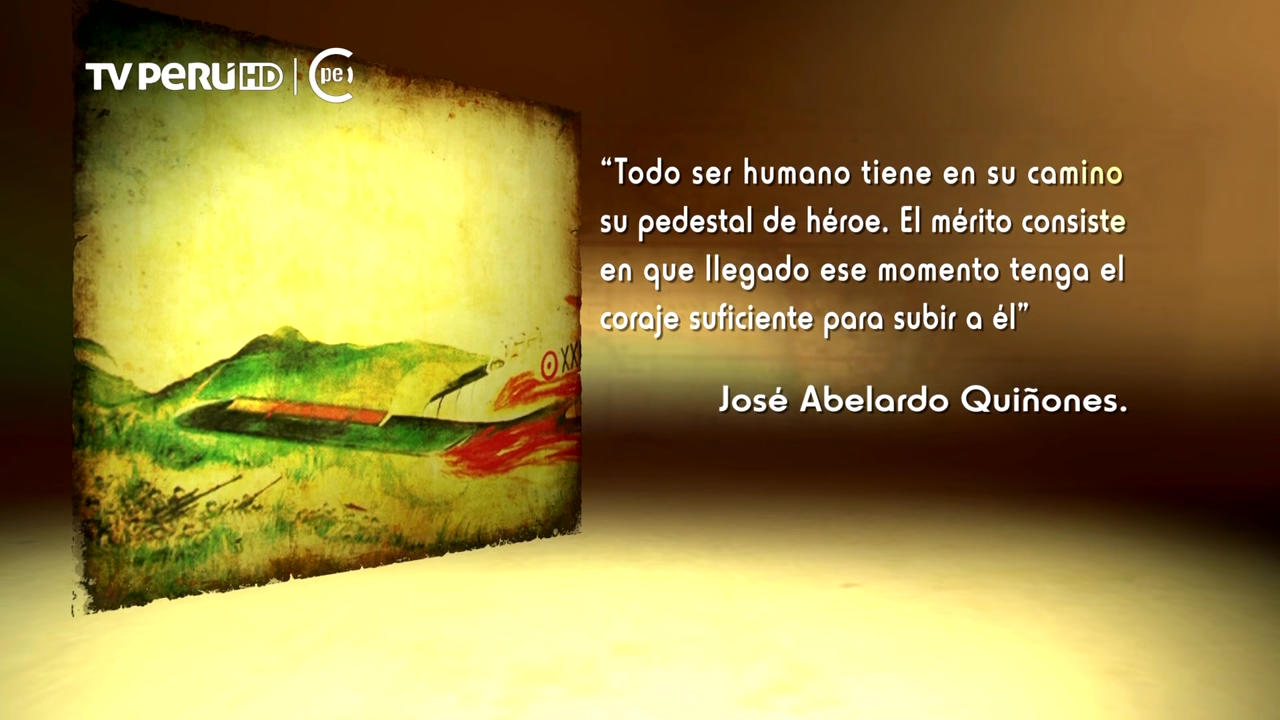 TV PERÚ HD | pe
“Todo ser humano tiene en su camino
su pedestal de héroe. El mérito consiste
en que llegado ese momento tenga el
coraje suficiente para subir a él”
José Abelardo Quiñones.
XX